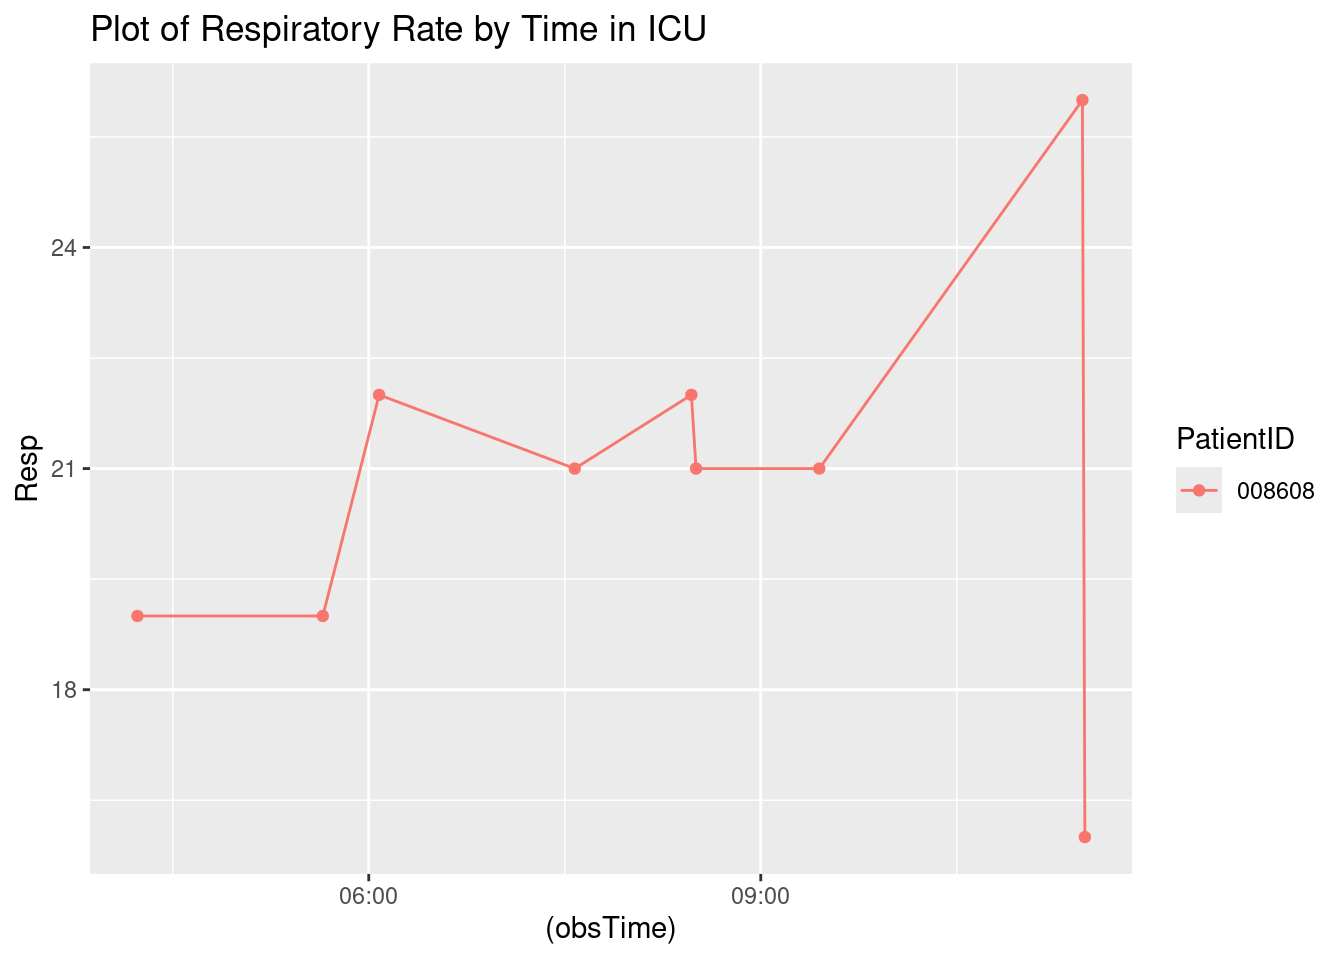 Plot of Respiratory Rate by Time in ICU
24
21
18
Resp
06:00
09:00
(obsTime)
PatientID
008608